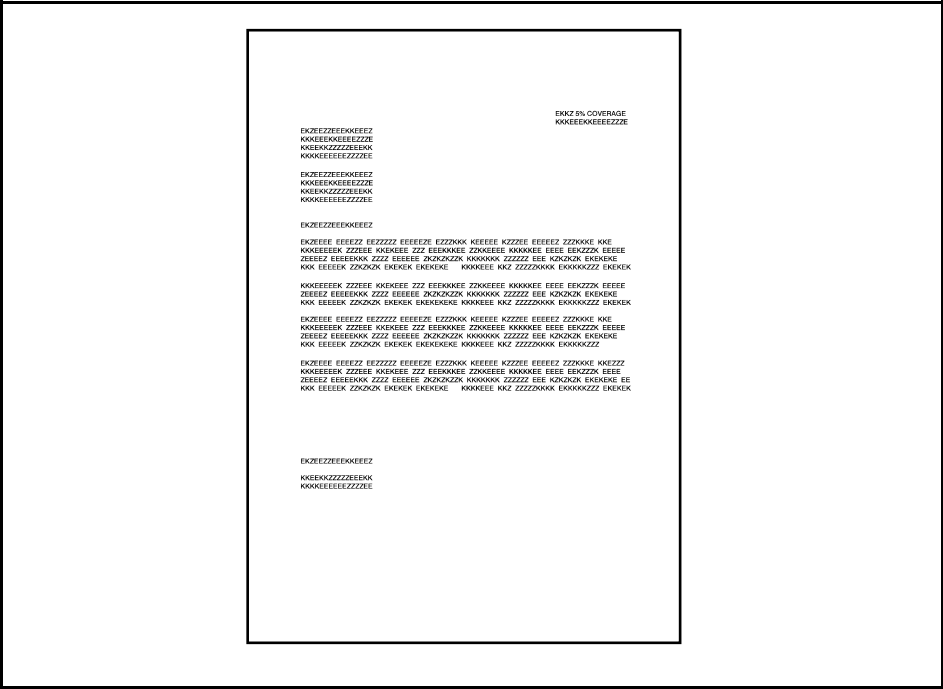 EKKZ 5% COVERAGE
KKKEEEKKEEEEZZZE
EKZEEZZEEEKKEEEZ
KKKEEEKKEEEEZZZE
KKEEKKZZZZZEEEKK
KKKKEEEEEEZZZZEE
EKZEEZZEEEKKEEEZ
KKKEEEKKEEEEZZZE
KKEEKKZZZZZEEEKK
KKKKEEEEEEZZZZEE
EKZEEZZEEEKKEEEZ
EKZEEEE EEEEZZ EEZZZZZ EEEEEZE EZZZKKK KEEEEE KZZZEE EEEEEZ ZZZKKKE KKE
KKKEEEEEK ZZZEEE KKEKEEE ZZZ EEEKKKEE ZZKKEEEE KKKKKEE EEEE EEKZZZK EEEEE
ZEEEEZ EEEEEKKK ZZZZ EEEEEE ZKZKZKZZK KKKKKKK ZZZZZZ EEE KZKZKZK EKEKEKE
KKK EEEEEK ZZKZKZK EKEKEK EKEKEKE KKKKEEE KKZ ZZZZZKKKK EKKKKKZZZ EKEKEK
KKKEEEEEK ZZZEEE KKEKEEE ZZZ EEEKKKEE ZZKKEEEE KKKKKEE EEEE EEKZZZK EEEEE
ZEEEEZ EEEEEKKK ZZZZ EEEEEE ZKZKZKZZK KKKKKKK ZZZZZZ EEE KZKZKZK EKEKEKE
KKK EEEEEK ZZKZKZK EKEKEK EKEKEKEKE KKKKEEE KKZ ZZZZZKKKK EKKKKKZZZ EKEKEK
EKZEEEE EEEEZZ EEZZZZZ EEEEEZE EZZZKKK KEEEEE KZZZEE EEEEEZ ZZZKKKE KKE
KKKEEEEEK ZZZEEE KKEKEEE ZZZ EEEKKKEE ZZKKEEEE KKKKKEE EEEE EEKZZZK EEEEE
ZEEEEZ EEEEEKKK ZZZZ EEEEEE ZKZKZKZZK KKKKKKK ZZZZZZ EEE KZKZKZK EKEKEKE
KKK EEEEEK ZZKZKZK EKEKEK EKEKEKEKE KKKKEEE KKZ ZZZZZKKKK EKKKKKZZZ
EKZEEEE EEEEZZ EEZZZZZ EEEEEZE EZZZKKK KEEEEE KZZZEE EEEEEZ ZZZKKKE KKEZZZ
KKKEEEEEK ZZZEEE KKEKEEE ZZZ EEEKKKEE ZZKKEEEE KKKKKEE EEEE EEKZZZK EEEE
ZEEEEZ EEEEEKKK ZZZZ EEEEEE ZKZKZKZZK KKKKKKK ZZZZZZ EEE KZKZKZK EKEKEKE EE
KKK EEEEEK ZZKZKZK EKEKEK EKEKEKE KKKKEEE KKZ ZZZZZKKKK EKKKKKZZZ EKEKEK
EKZEEZZEEEKKEEEZ
KKEEKKZZZZZEEEKK
KKKKEEEEEEZZZZEE